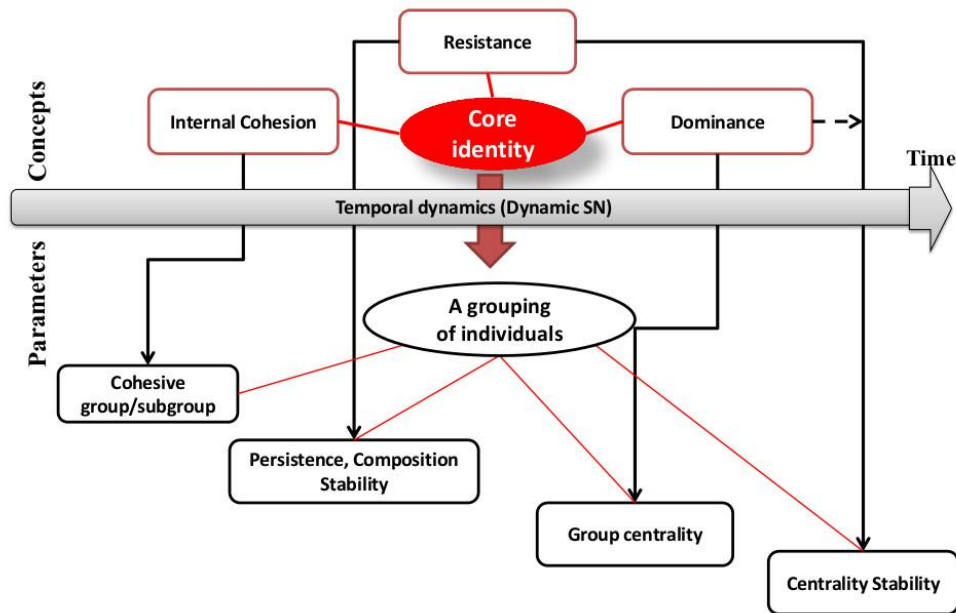 Resistance
Internal Cohesion
Core
identity
Dominance
Concepts
Time
Temporal dynamics (Dynamic SN)
Parameters
A grouping
of individuals
Cohesive
group/subgroup
Persistence, Composition
Stability
Group centrality
Centrality Stability